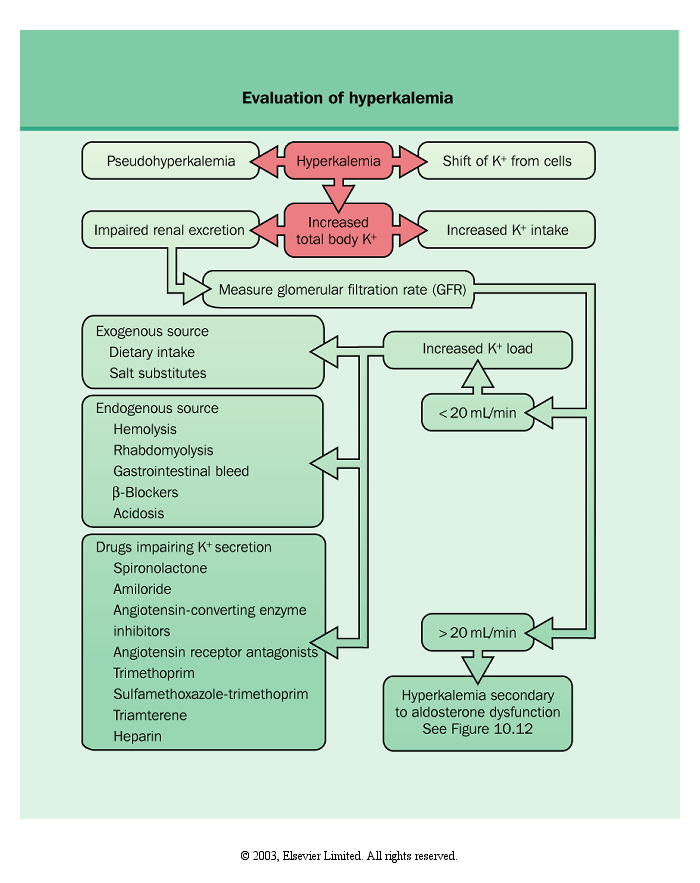 Evaluation of hyperkalemia
Pseudohyperkalemia
Hyperkalemia
Shift of K⁺ from cells
Impaired renal excretion
Increased
total body K⁺
Increased K⁺ intake
Measure glomerular filtration rate (GFR)
Exogenous source
Dietary intake
Salt substitutes
Increased K⁺ load
< 20 mL/min
Endogenous source
Hemolysis
Rhabdomyolysis
Gastrointestinal bleed
β-Blockers
Acidosis
Drugs impairing K⁺ secretion
Spironolactone
Amiloride
Angiotensin-converting enzyme
inhibitors
Angiotensin receptor antagonists
Trimethoprim
Sulfamethoxazole-trimethoprim
Triamterene
Heparin
> 20 mL/min
Hyperkalemia secondary
to aldosterone dysfunction
See Figure 10.12
© 2003, Elsevier Limited. All rights reserved.